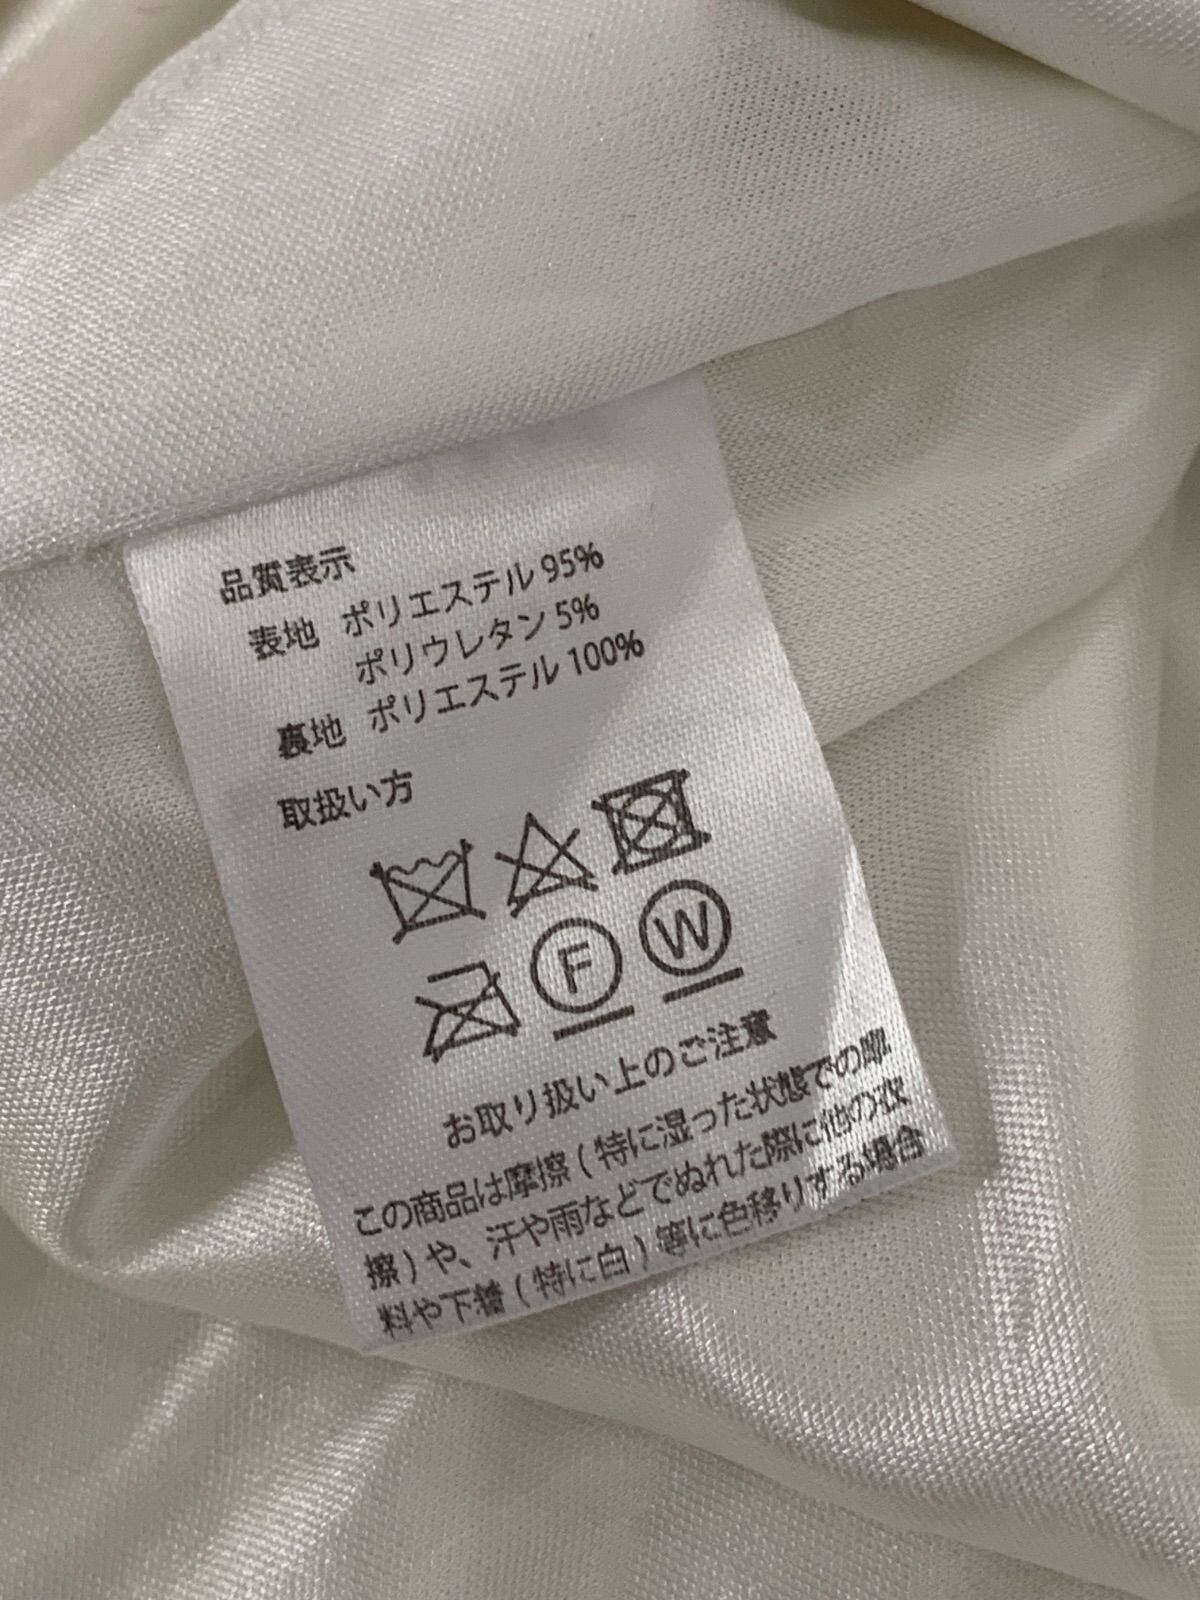 品質表示
表地 ポリエステル 95%
ポリウレタン 5%
裏地 ポリエステル 100%
取扱い方
F W
お取り扱い上のご注意
この商品は摩擦(特に湿った状態での摩
擦)や、汗や雨などでぬれた際に他の衣
料や下着(特に白)等に色移りする場合